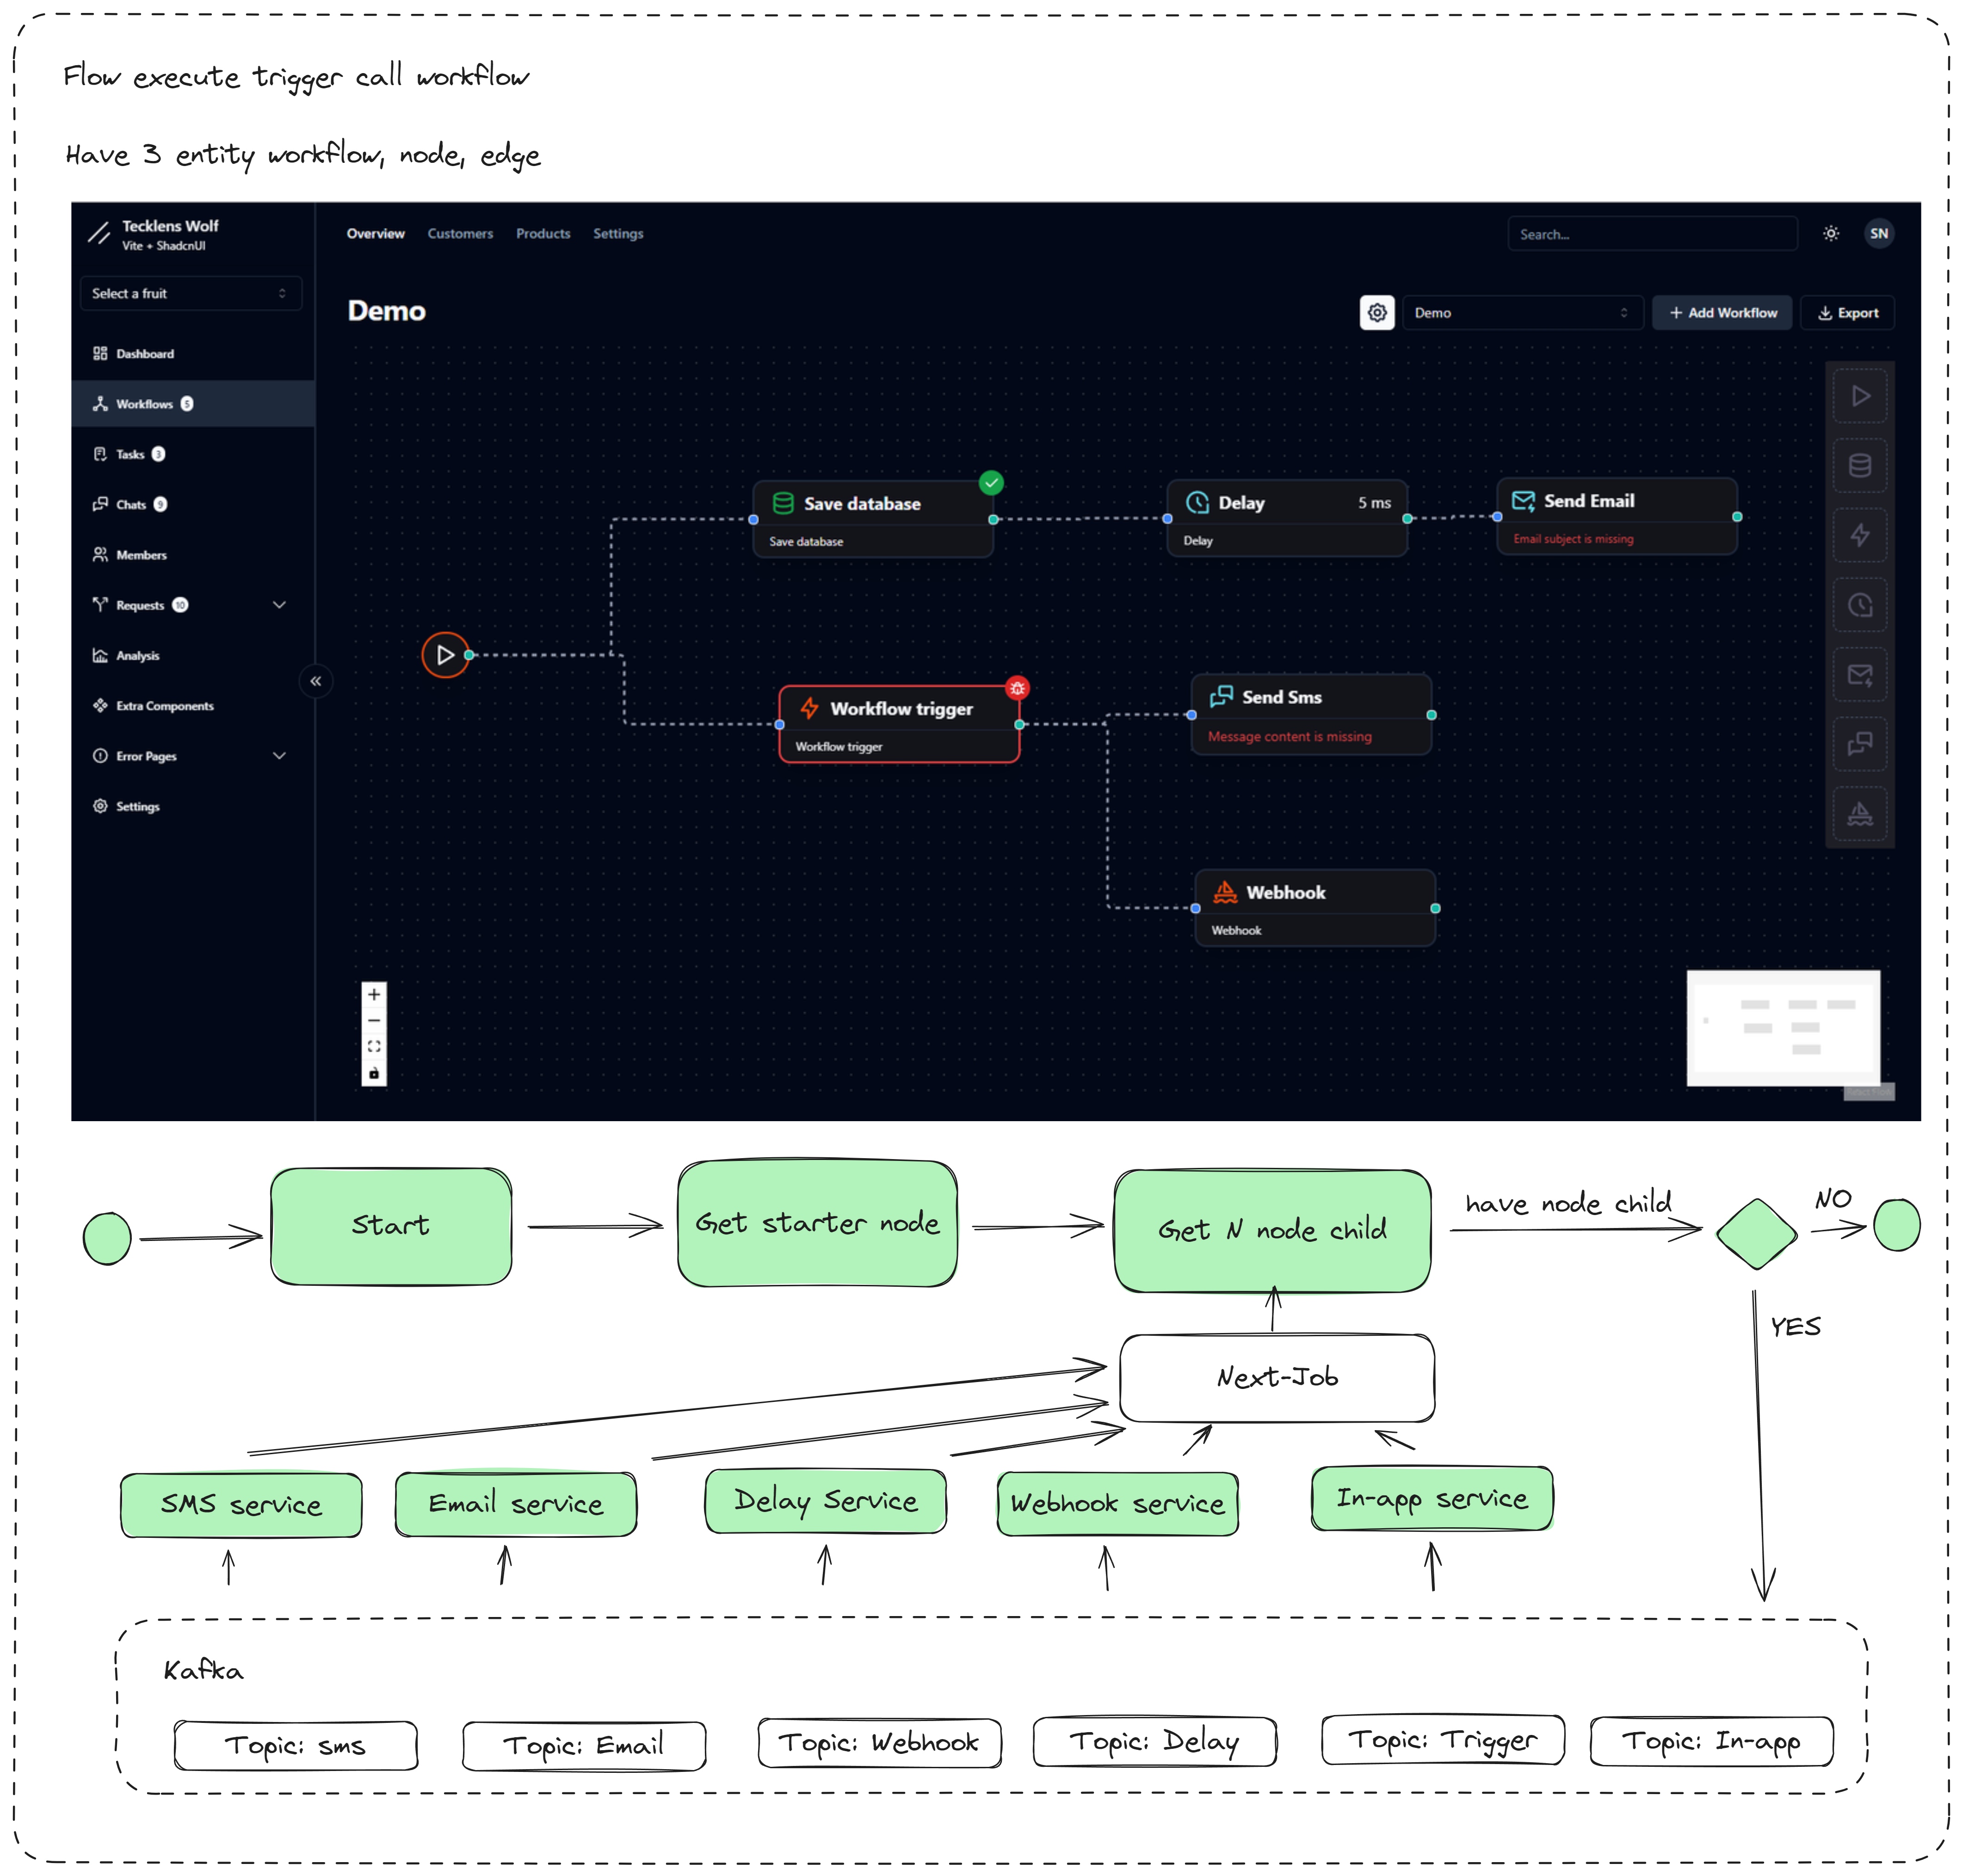 Flow execute trigger call workflow
Have 3 entity workflow, node, edge
Tecklens Wolf
Vite + ShadcnUI
Overview
Customers
Products
Settings
Search...
SN
Select a fruit
Demo
Demo
Add Workflow
Export
Dashboard
Workflows 5
Tasks 3
Chats 9
Members
Requests 10
Analysis
Extra Components
Error Pages
Settings
Save database
Save database
Delay 5 ms
Delay
Send Email
Email subject is missing
Workflow trigger
Workflow trigger
Send Sms
Message content is missing
Webhook
Webhook
Start
Get starter node
Get N node child
have node child
NO
YES
Next-Job
SMS service
Email service
Delay Service
Webhook service
In-app service
Kafka
Topic: sms
Topic: Email
Topic: Webhook
Topic: Delay
Topic: Trigger
Topic: In-app